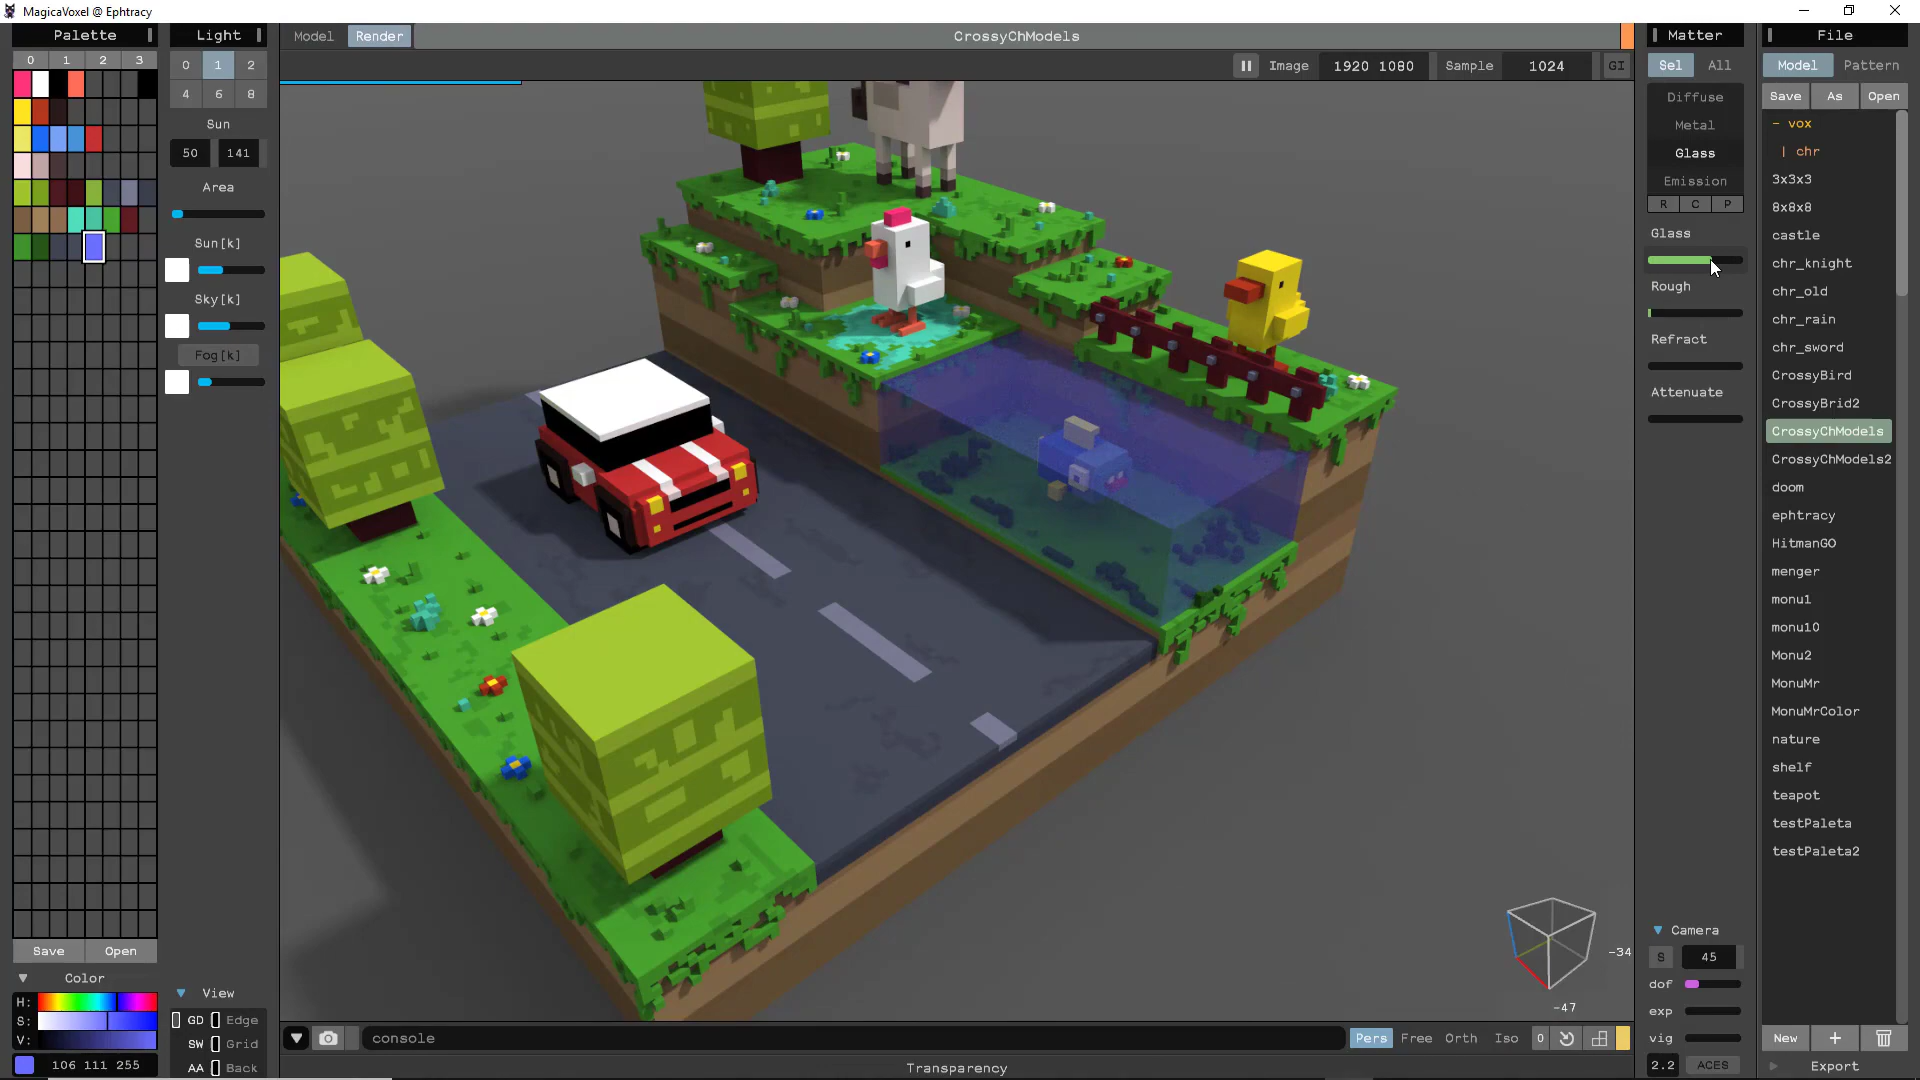 MagicaVoxel @ Ephtracy
Palette
0 1 2 3
Save Open
Color
H:
S:
V:
106 111 255
Light
0 1 2
4 6 8
Sun
50 141
Area
Sun[k]
Sky[k]
Fog[k]
View
GD Edge
SW Grid
AA Back
Model Render CrossyChModels
Image 1920 1080 Sample 1024 GI
-34
-47
console Pers Free Orth Iso 0
Transparency
Matter
Sel All
Diffuse
Metal
Glass
Emission
R C P
Glass
Rough
Refract
Attenuate
Camera
S 45
dof
exp
vig
2.2 ACES
File
Model Pattern
Save As Open
- vox
| chr
3x3x3
8x8x8
castle
chr_knight
chr_old
chr_rain
chr_sword
CrossyBird
CrossyBrid2
CrossyChModels
CrossyChModels2
doom
ephtracy
HitmanGO
menger
monu1
monu10
Monu2
MonuMr
MonuMrColor
nature
shelf
teapot
testPaleta
testPaleta2
New +
Export